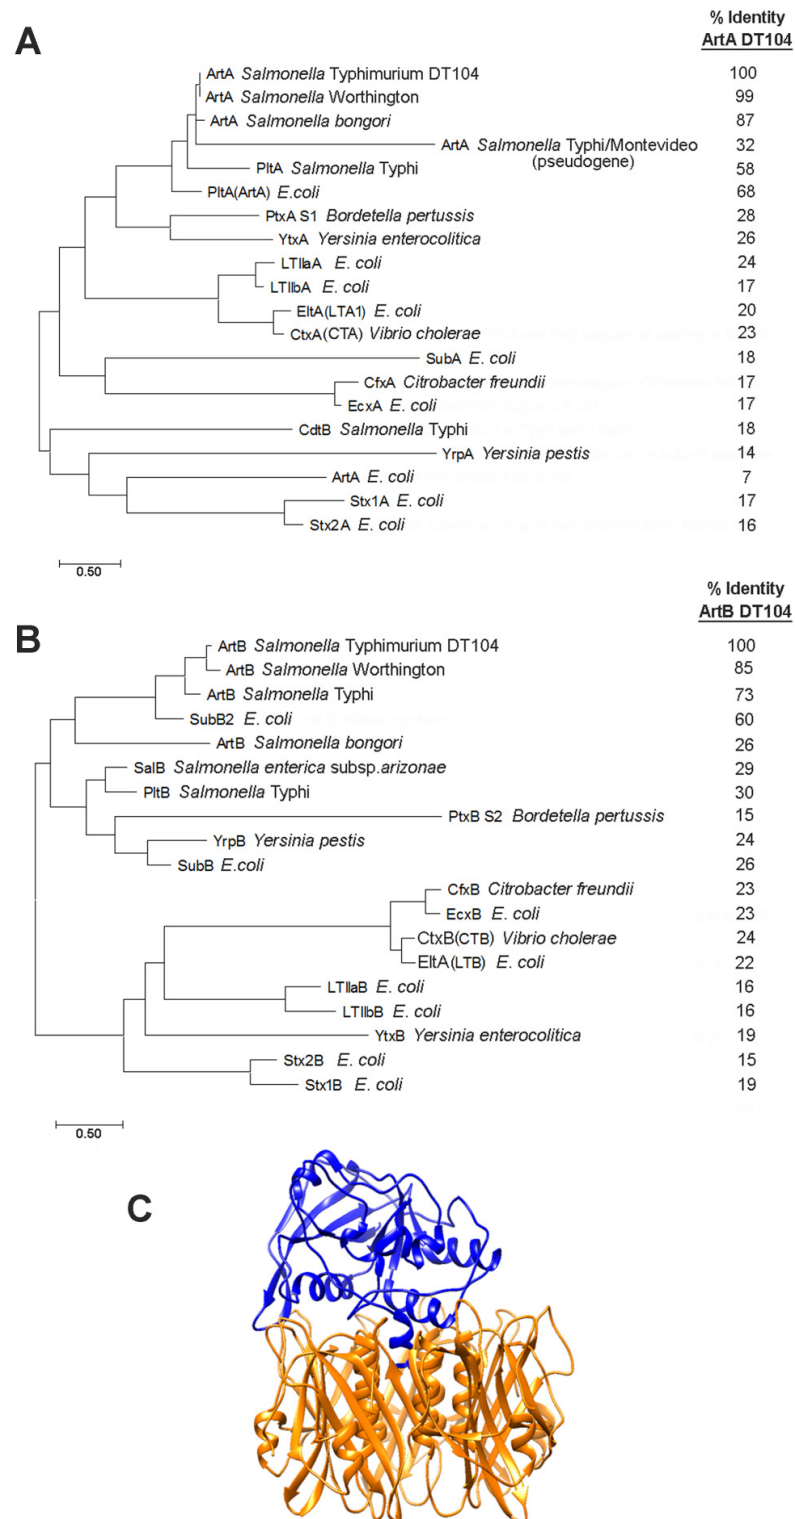 A
% Identity
ArtA DT104
ArtA Salmonella Typhimurium DT104 100
ArtA Salmonella Worthington 99
ArtA Salmonella bongori 87
ArtA Salmonella Typhi/Montevideo 32
(pseudogene)
PltA Salmonella Typhi 58
PltA(ArtA) E.coli 68
PtxA S1 Bordetella pertussis 28
YtxA Yersinia enterocolitica 26
LTIIaA E. coli 24
LTIIbA E. coli 17
EltA(LTA1) E. coli 20
CtxA(CTA) Vibrio cholerae 23
SubA E. coli 18
CfxA Citrobacter freundii 17
EcxA E. coli 17
CdtB Salmonella Typhi 18
YrpA Yersinia pestis 14
ArtA E. coli 7
Stx1A E. coli 17
Stx2A E. coli 16
0.50
B
% Identity
ArtB DT104
ArtB Salmonella Typhimurium DT104 100
ArtB Salmonella Worthington 85
ArtB Salmonella Typhi 73
SubB2 E. coli 60
ArtB Salmonella bongori 26
SalB Salmonella enterica subsp.arizonae 29
PltB Salmonella Typhi 30
PtxB S2 Bordetella pertussis 15
YrpB Yersinia pestis 24
SubB E.coli 26
CfxB Citrobacter freundii 23
EcxB E. coli 23
CtxB(CTB) Vibrio cholerae 24
EltA(LTB) E. coli 22
LTIIaB E. coli 16
LTIIbB E. coli 16
YtxB Yersinia enterocolitica 19
Stx2B E. coli 15
Stx1B E. coli 19
0.50
C